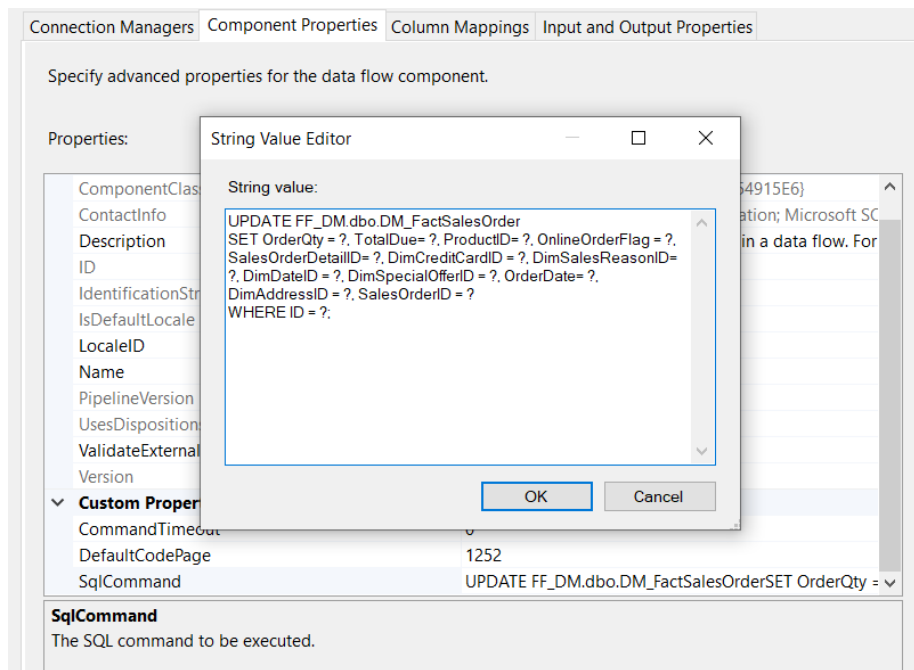 Connection Managers Component Properties Column Mappings Input and Output Properties
Specify advanced properties for the data flow component.
Properties:
String Value Editor
String value:
UPDATE FF_DM.dbo.DM_FactSalesOrder
SET OrderQty = ?, TotalDue= ?, ProductID= ?, OnlineOrderFlag = ?,
SalesOrderDetailID= ?, DimCreditCardID = ?, DimSalesReasonID=
?, DimDateID = ?, DimSpecialOfferID = ?, OrderDate= ?,
DimAddressID = ?, SalesOrderID = ?
WHERE ID = ?;
OK Cancel
ComponentClas 54915E6}
ContactInfo ation; Microsoft SC
Description in a data flow. For
ID
IdentificationStr
IsDefaultLocale
LocaleID
Name
PipelineVersion
UsesDisposition
ValidateExternal
Version
Custom Proper
CommandTimeout 0
DefaultCodePage 1252
SqlCommand UPDATE FF_DM.dbo.DM_FactSalesOrderSET OrderQty =
SqlCommand
The SQL command to be executed.